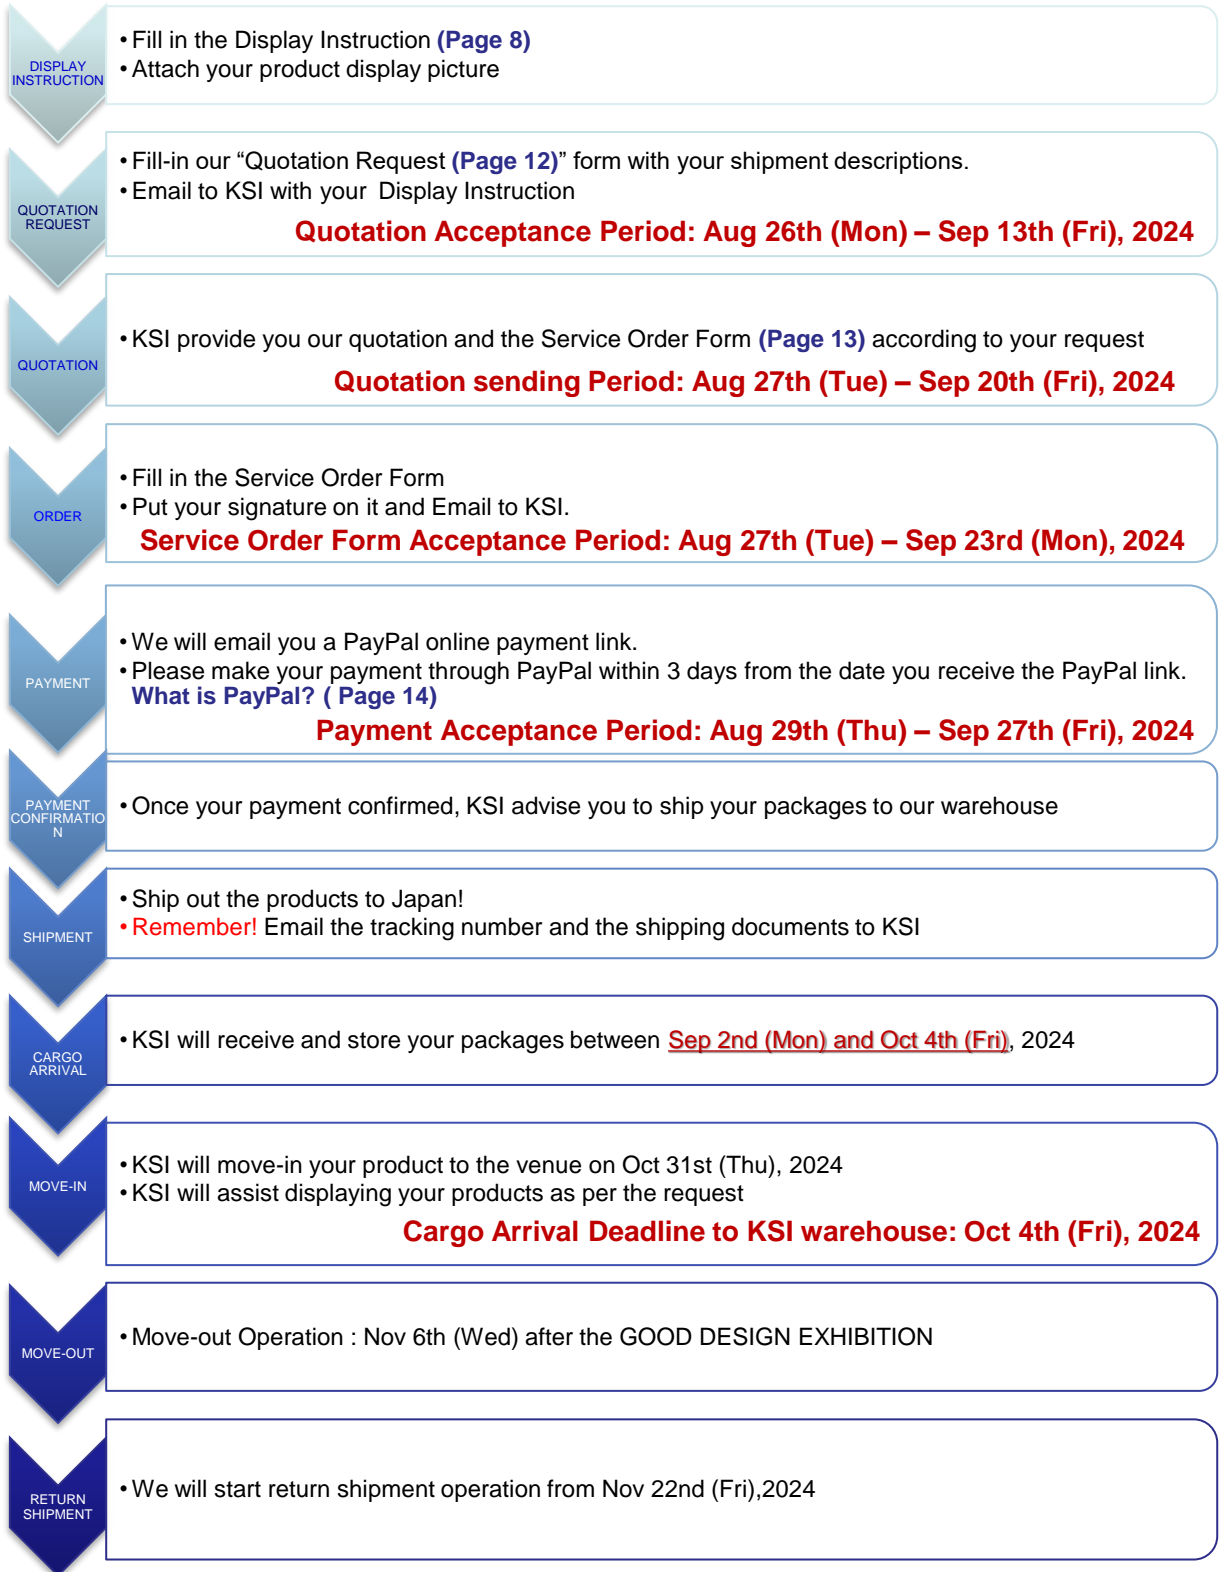 DISPLAY
INSTRUCTION
• Fill in the Display Instruction (Page 8)
• Attach your product display picture
QUOTATION
REQUEST
• Fill-in our “Quotation Request (Page 12)” form with your shipment descriptions.
• Email to KSI with your Display Instruction
Quotation Acceptance Period: Aug 26th (Mon) – Sep 13th (Fri), 2024
QUOTATION
• KSI provide you our quotation and the Service Order Form (Page 13) according to your request
Quotation sending Period: Aug 27th (Tue) – Sep 20th (Fri), 2024
ORDER
• Fill in the Service Order Form
• Put your signature on it and Email to KSI.
Service Order Form Acceptance Period: Aug 27th (Tue) – Sep 23rd (Mon), 2024
PAYMENT
• We will email you a PayPal online payment link.
• Please make your payment through PayPal within 3 days from the date you receive the PayPal link.
What is PayPal? ( Page 14)
Payment Acceptance Period: Aug 29th (Thu) – Sep 27th (Fri), 2024
PAYMENT
CONFIRMATIO
N
• Once your payment confirmed, KSI advise you to ship your packages to our warehouse
SHIPMENT
• Ship out the products to Japan!
• Remember! Email the tracking number and the shipping documents to KSI
CARGO
ARRIVAL
• KSI will receive and store your packages between Sep 2nd (Mon) and Oct 4th (Fri), 2024
MOVE-IN
• KSI will move-in your product to the venue on Oct 31st (Thu), 2024
• KSI will assist displaying your products as per the request
Cargo Arrival Deadline to KSI warehouse: Oct 4th (Fri), 2024
MOVE-OUT
• Move-out Operation : Nov 6th (Wed) after the GOOD DESIGN EXHIBITION
RETURN
SHIPMENT
• We will start return shipment operation from Nov 22nd (Fri),2024